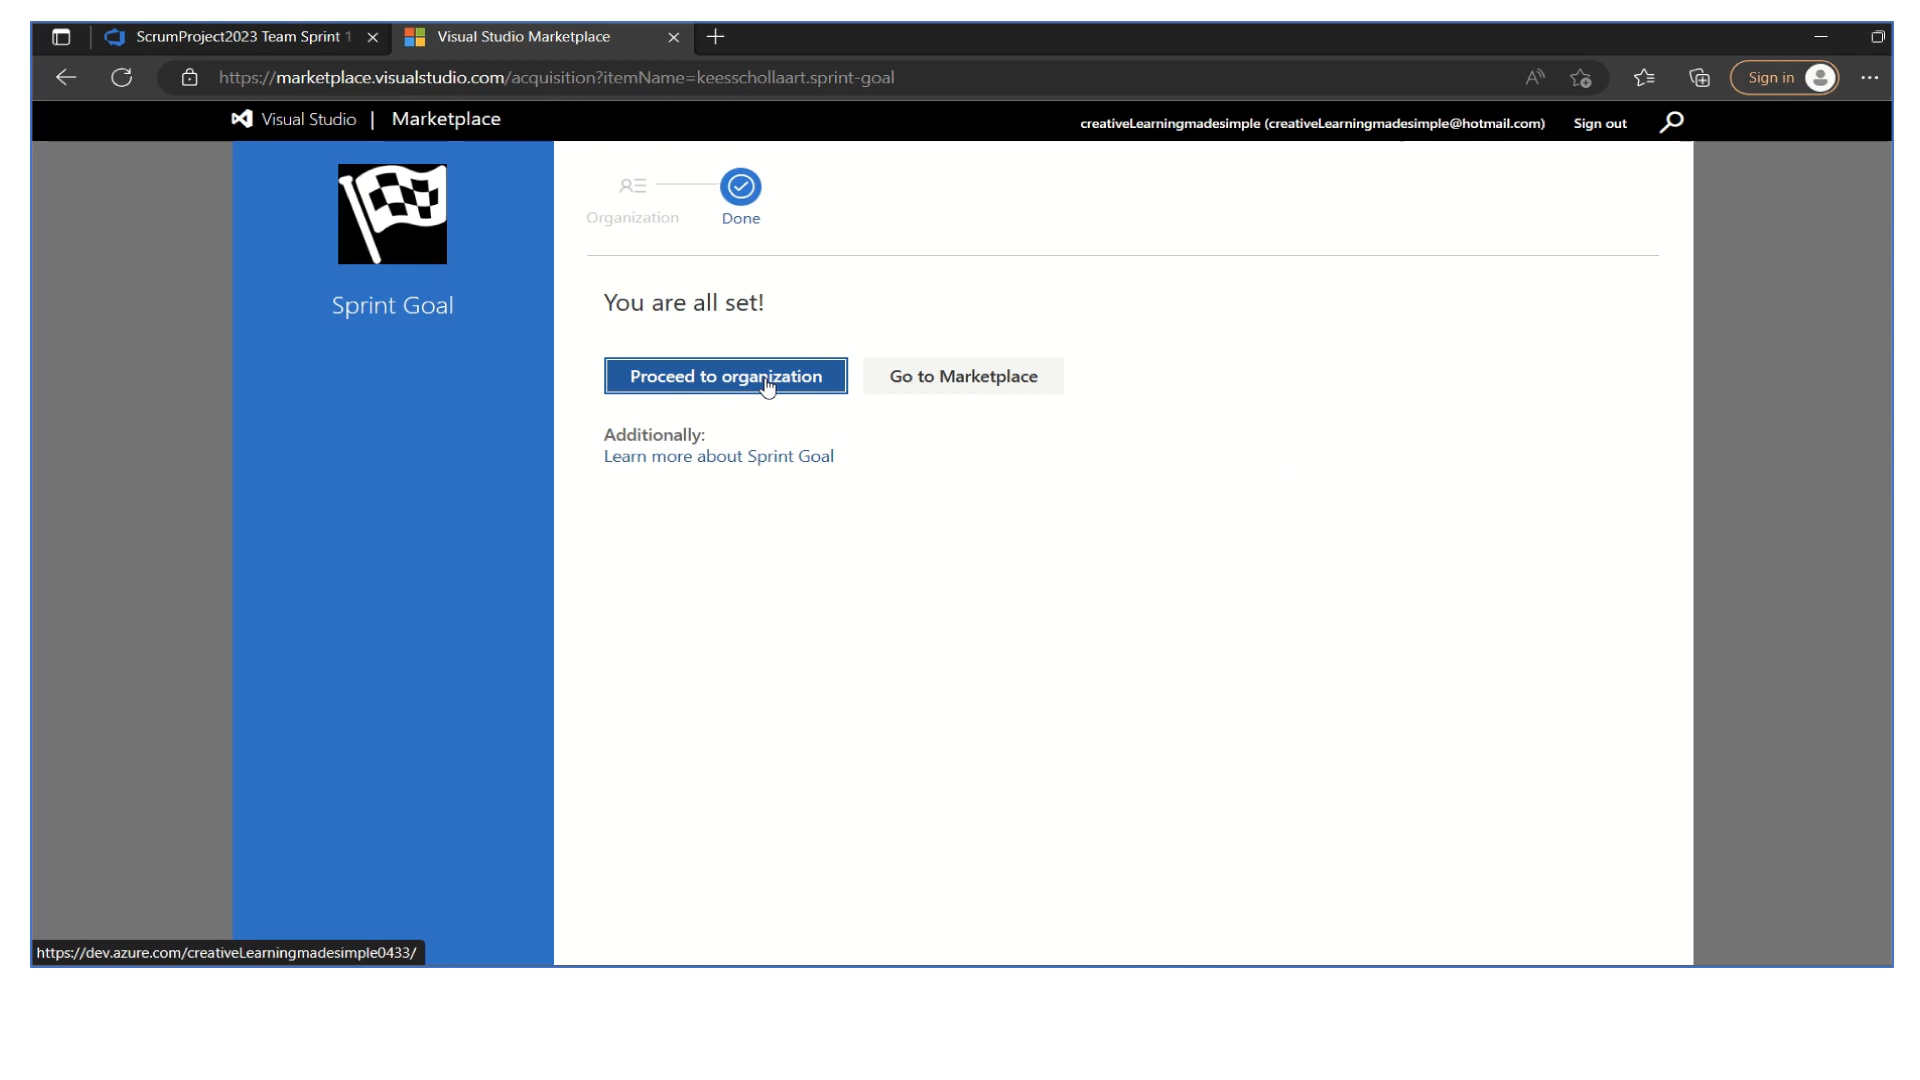 ScrumProject2023 Team Sprint 1
Visual Studio Marketplace
https://marketplace.visualstudio.com/acquisition?itemName=keesschollaart.sprint-goal
Sign in
Visual Studio | Marketplace
creativeLearningmadesimple (creativeLearningmadesimple@hotmail.com)
Sign out
Organization
Done
Sprint Goal
You are all set!
Proceed to organization
Go to Marketplace
Additionally:
Learn more about Sprint Goal
https://dev.azure.com/creativeLearningmadesimple0433/